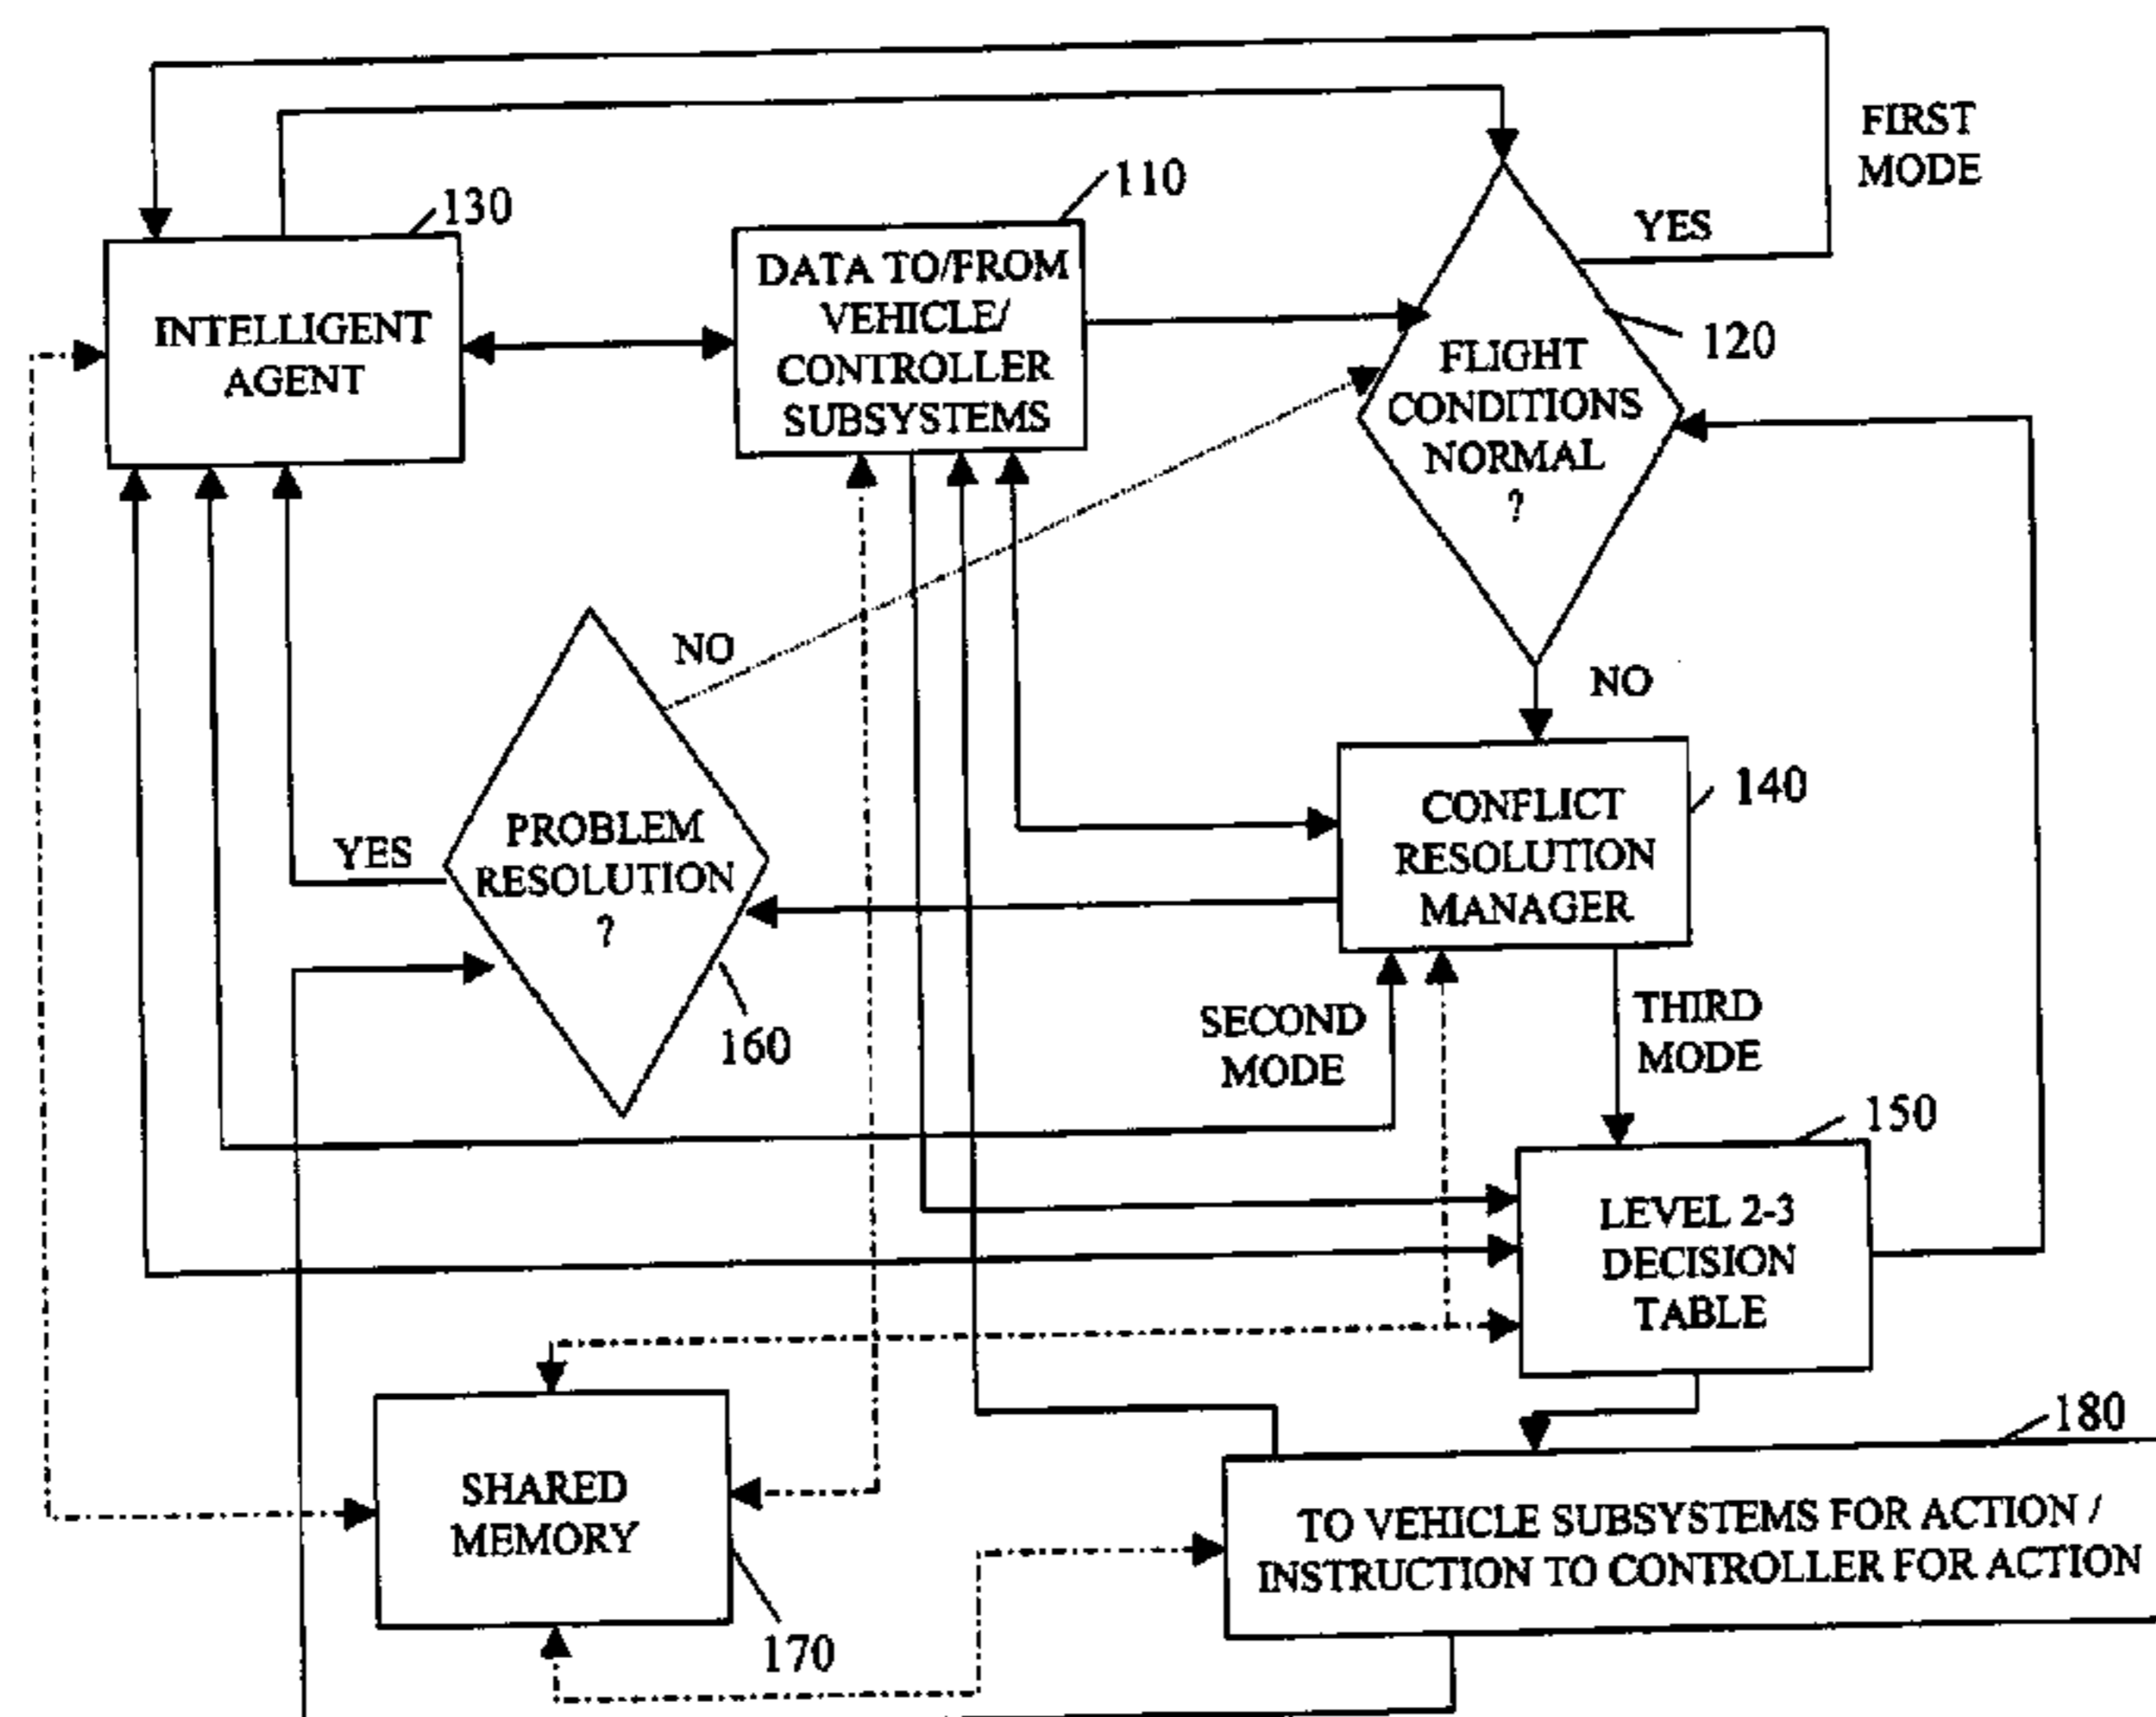 FIRST
MODE
110
130
YES
DATA TO/FROM
VEHICLE/
CONTROLLER
SUBSYSTEMS
INTELLIGENT
AGENT
120
FLIGHT
CONDITIONS
NORMAL
?
NO
NO
140
CONFLICT
RESOLUTION
MANAGER
PROBLEM
RESOLUTION
?
YES
160
SECOND
MODE
THIRD
MODE
150
LEVEL 2-3
DECISION
TABLE
180
SHARED
MEMORY
TO VEHICLE SUBSYSTEMS FOR ACTION /
INSTRUCTION TO CONTROLLER FOR ACTION
170